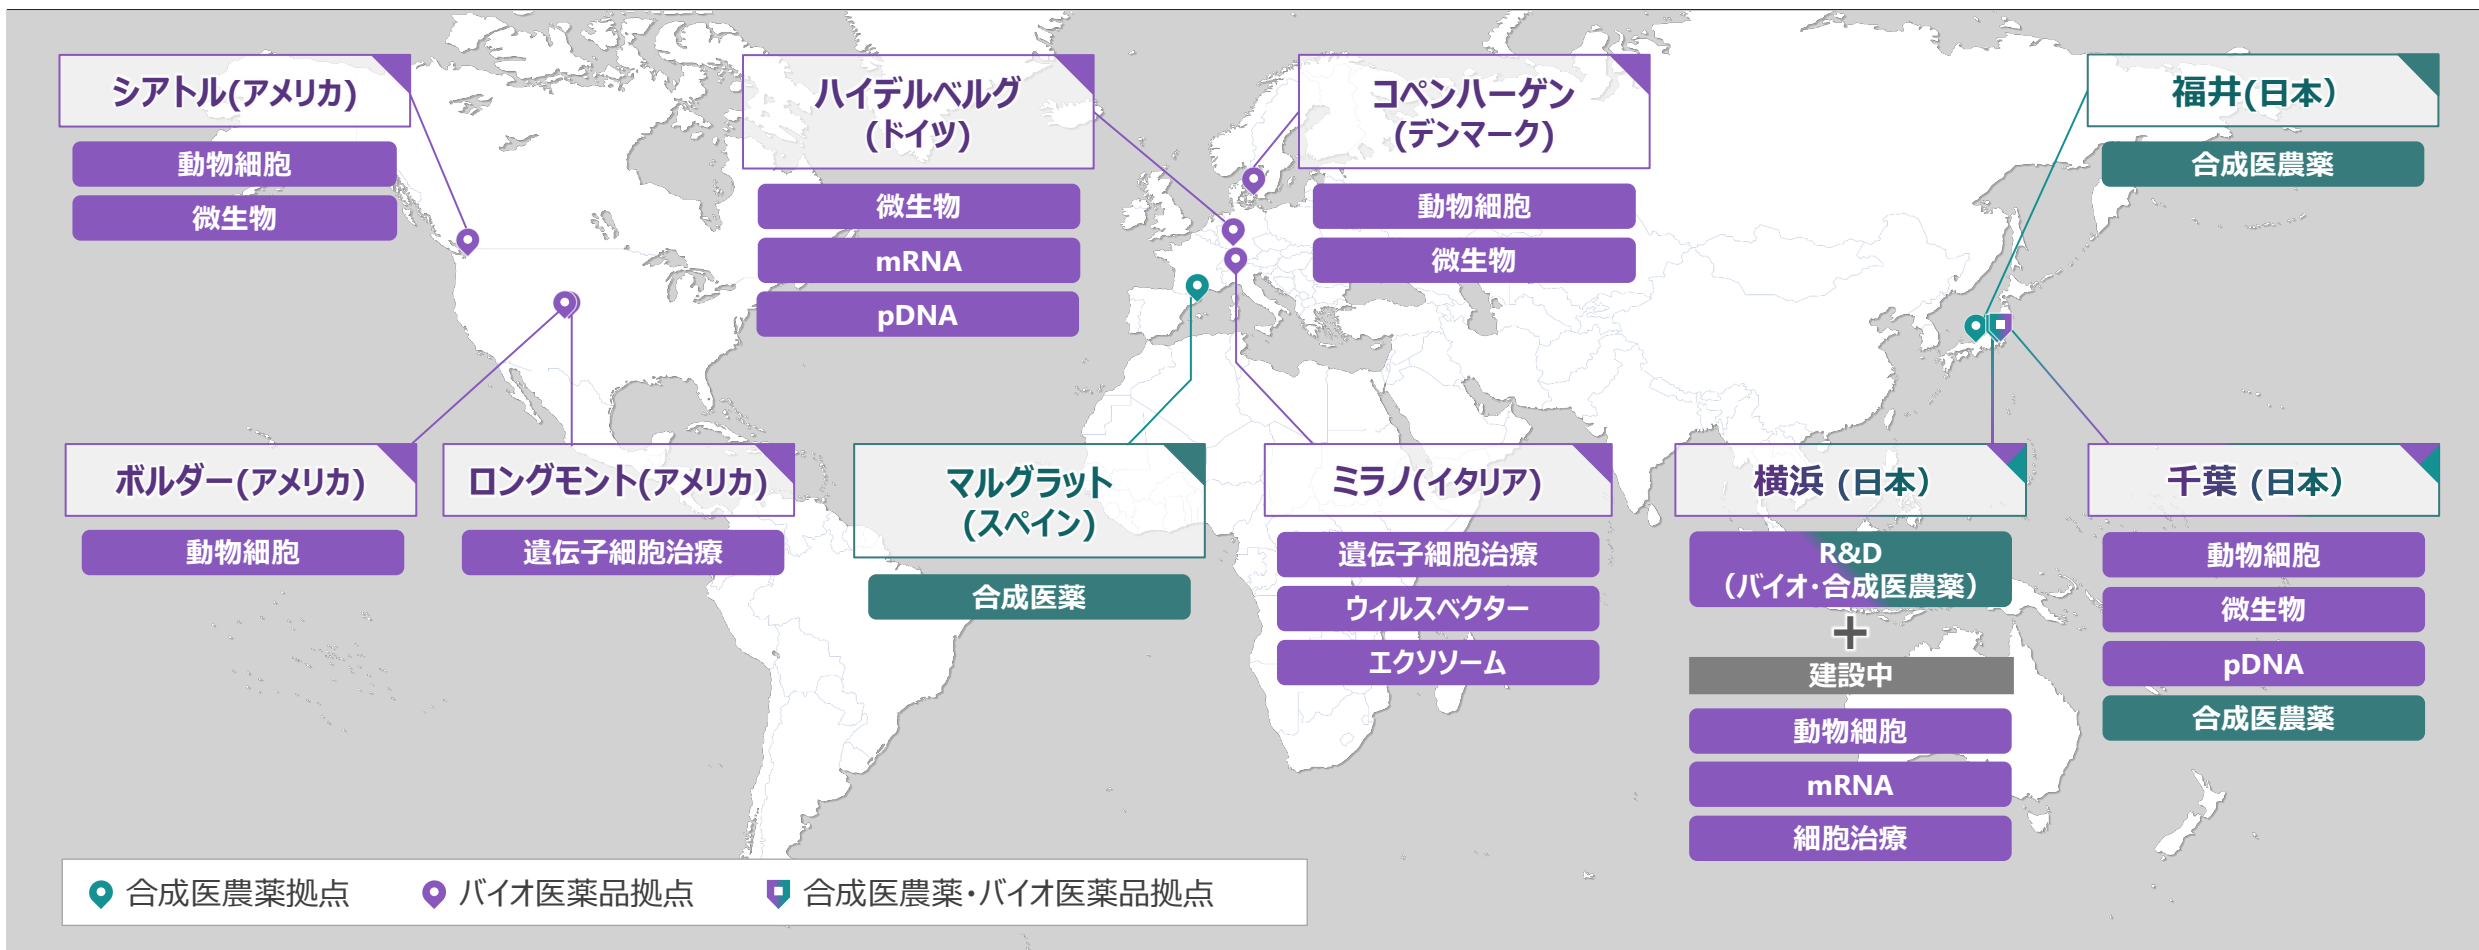 シアトル(アメリカ)
動物細胞
微生物
ハイデルベルグ
(ドイツ)
微生物
mRNA
pDNA
コペンハーゲン
(デンマーク)
動物細胞
微生物
福井(日本)
合成医農薬
ボルダー(アメリカ)
動物細胞
ロングモント(アメリカ)
遺伝子細胞治療
マルグラット
(スペイン)
合成医薬
ミラノ(イタリア)
遺伝子細胞治療
ウィルスベクター
エクソソーム
横浜 (日本)
R&D
(バイオ・合成医農薬)
+
建設中
動物細胞
mRNA
細胞治療
千葉 (日本)
動物細胞
微生物
pDNA
合成医農薬
合成医農薬拠点
バイオ医薬品拠点
合成医農薬・バイオ医薬品拠点